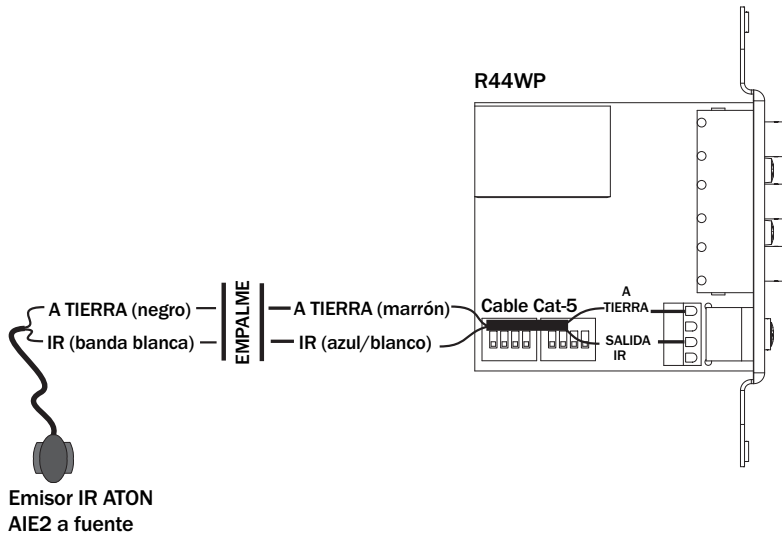 R44WP
A TIERRA (negro)
IR (banda blanca)
EMPALME
A TIERRA (marrón)
IR (azul/blanco)
Cable Cat-5
A
TIERRA
SALIDA
IR
Emisor IR ATON
AIE2 a fuente